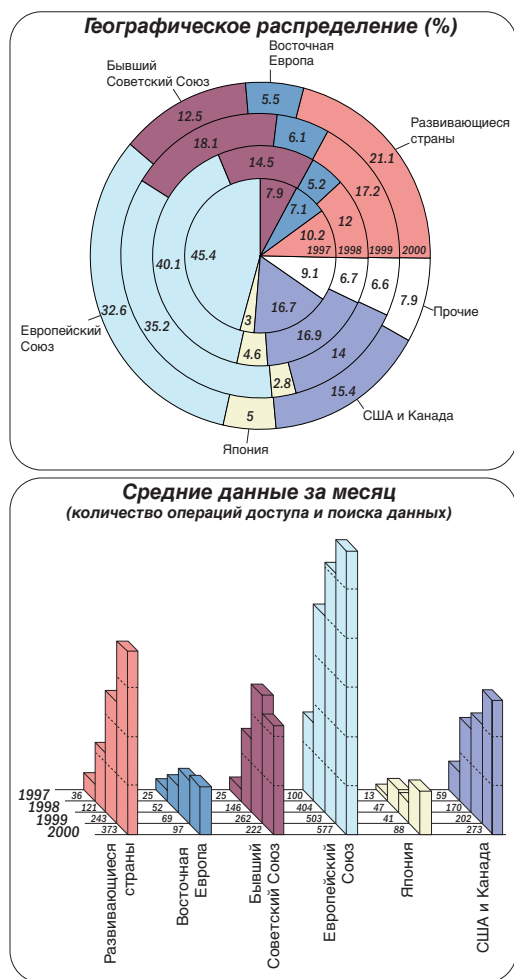 Географическое распределение (%)
Восточная
Европа
Бывший
Советский Союз
Развивающиеся
страны
5.5
12.5
21.1
6.1
18.1
17.2
14.5
5.2
7.9
7.1
12
10.2
1997 1998 1999 2000
45.4
40.1
9.1
6.7
6.6
7.9
Прочие
32.6
35.2
Европейский
Союз
3
16.7
4.6
16.9
2.8
14
15.4
5
США и Канада
Япония
Средние данные за месяц
(количество операций доступа и поиска данных)
1997 36 25 25 100 13 59
1998 121 52 146 404 47 170
1999 243 69 262 503 41 202
2000 373 97 222 577 88 273
Развивающиеся
страны
Восточная
Европа
Бывший
Советский Союз
Европейский
Союз
Япония
США и Канада